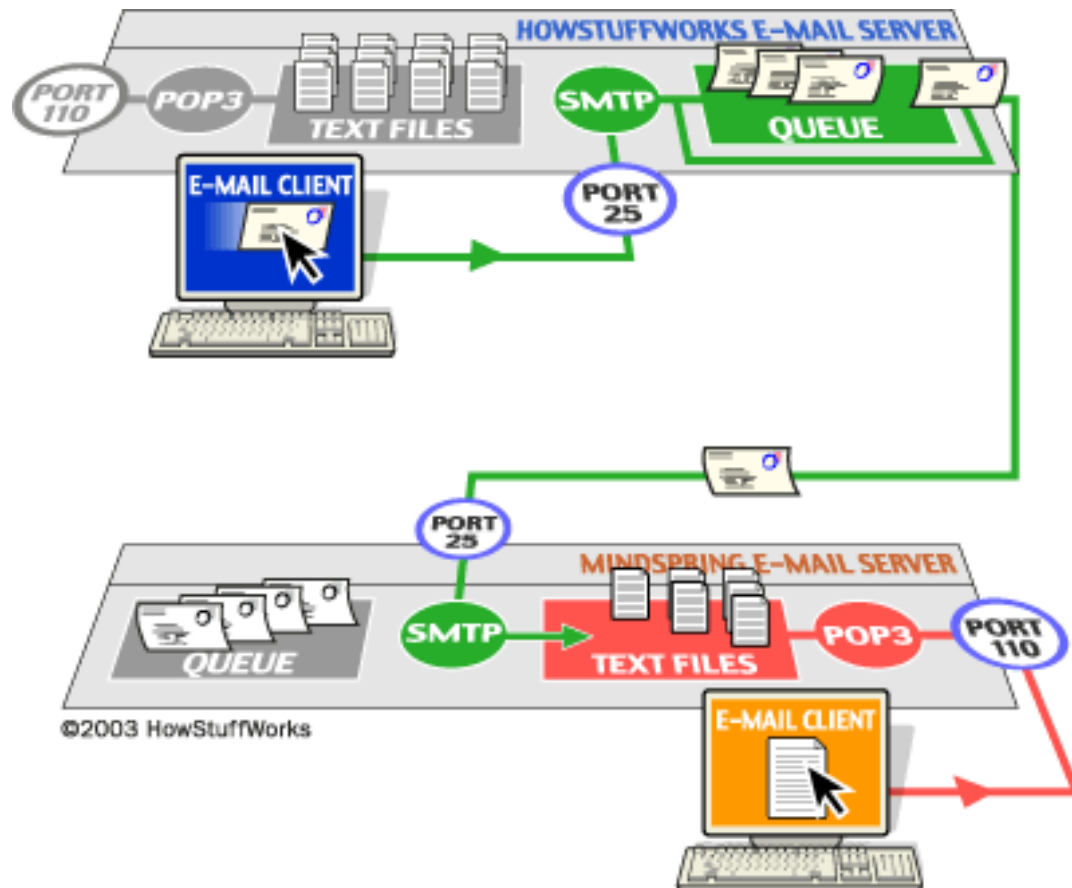 HOWSTUFFWORKS E-MAIL SERVER
PORT
110
POP3
TEXT FILES
SMTP
QUEUE
E-MAIL CLIENT
PORT
25
PORT
25
MINDSPRING E-MAIL SERVER
QUEUE
SMTP
TEXT FILES
POP3
PORT
110
©2003 HowStuffWorks
E-MAIL CLIENT